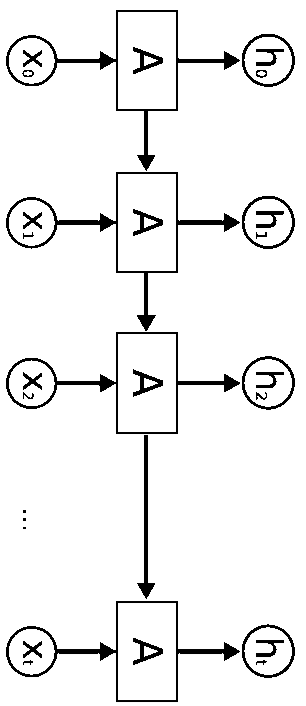 h₀ h₁ h₂ hₜ
A A A A
x₀ x₁ x₂ ... xₜ